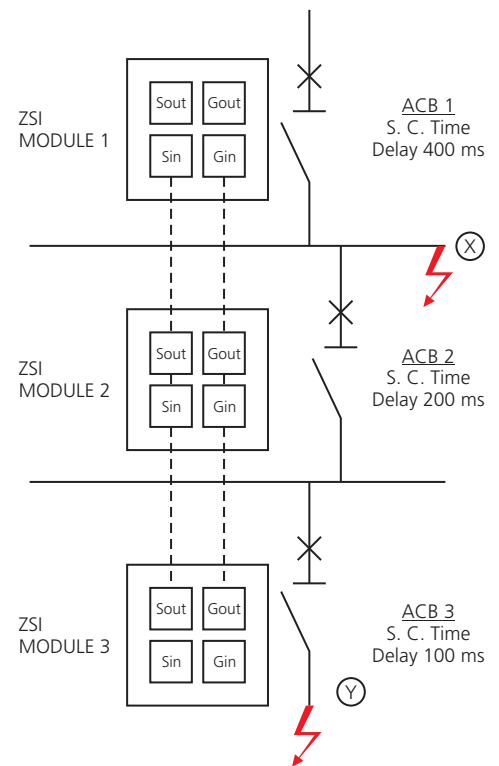 ZSI
MODULE 1
Sout Gout
Sin Gin
ACB 1
S. C. Time
Delay 400 ms
X
ZSI
MODULE 2
Sout Gout
Sin Gin
ACB 2
S. C. Time
Delay 200 ms
ZSI
MODULE 3
Sout Gout
Sin Gin
ACB 3
S. C. Time
Delay 100 ms
Y